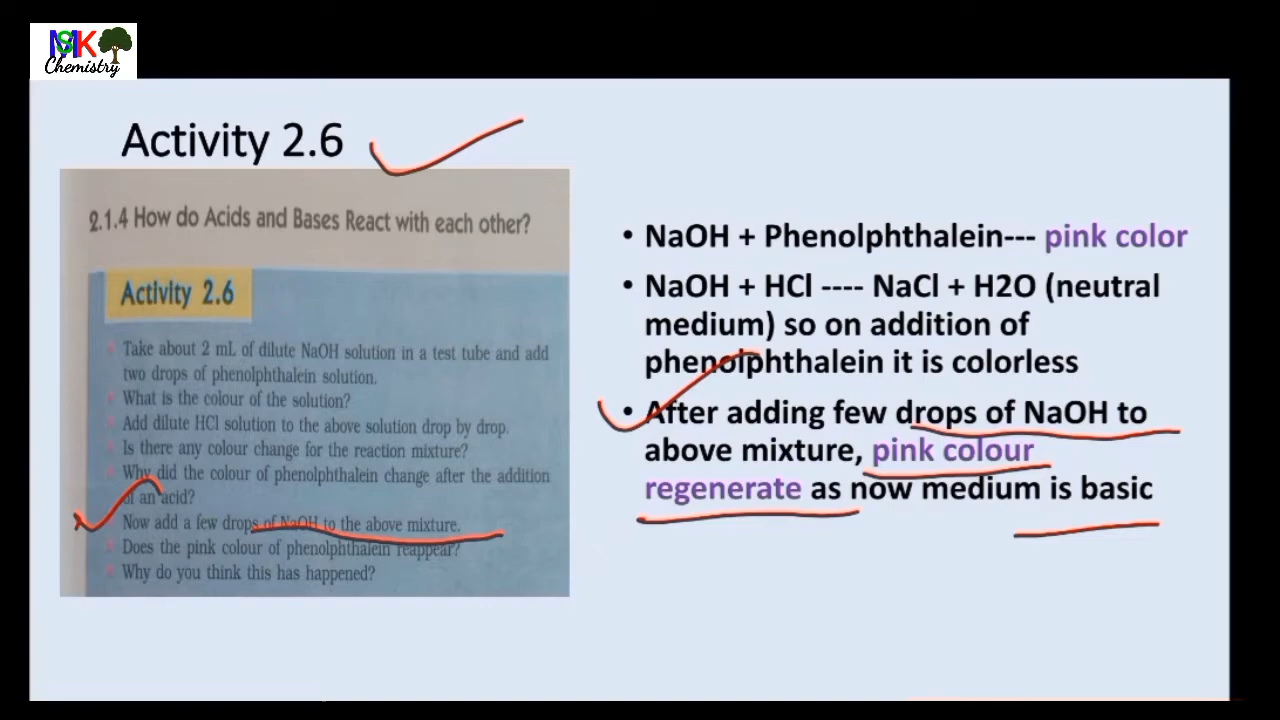 MSK
Chemistry
Activity 2.6
2.1.4 How do Acids and Bases React with each other?
Activity 2.6
Take about 2 mL of dilute NaOH solution in a test tube and add
two drops of phenolphthalein solution.
What is the colour of the solution?
Add dilute HCl solution to the above solution drop by drop.
Is there any colour change for the reaction mixture?
Why did the colour of phenolphthalein change after the addition
of an acid?
Now add a few drops of NaOH to the above mixture.
Does the pink colour of phenolphthalein reappear?
Why do you think this has happened?
• NaOH + Phenolphthalein--- pink color
• NaOH + HCl ---- NaCl + H2O (neutral
medium) so on addition of
phenolphthalein it is colorless
• After adding few drops of NaOH to
above mixture, pink colour
regenerate as now medium is basic